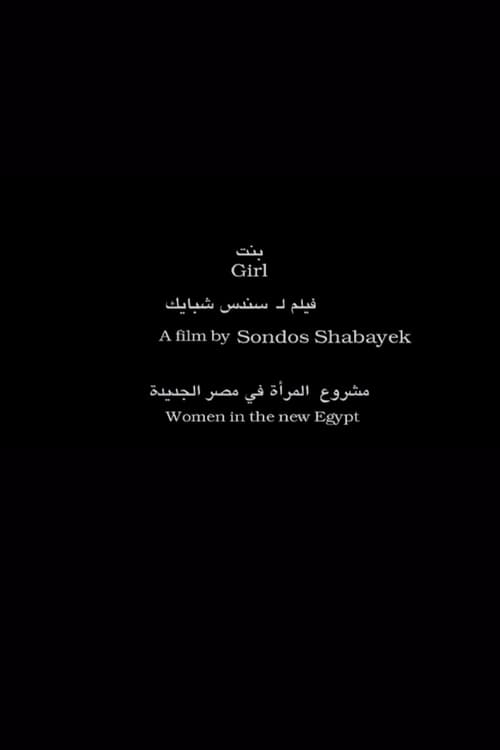 بنت
Girl
فيلم لـ سندس شبايك
A film by Sondos Shabayek
مشروع المرأة في مصر الجديدة
Women in the new Egypt